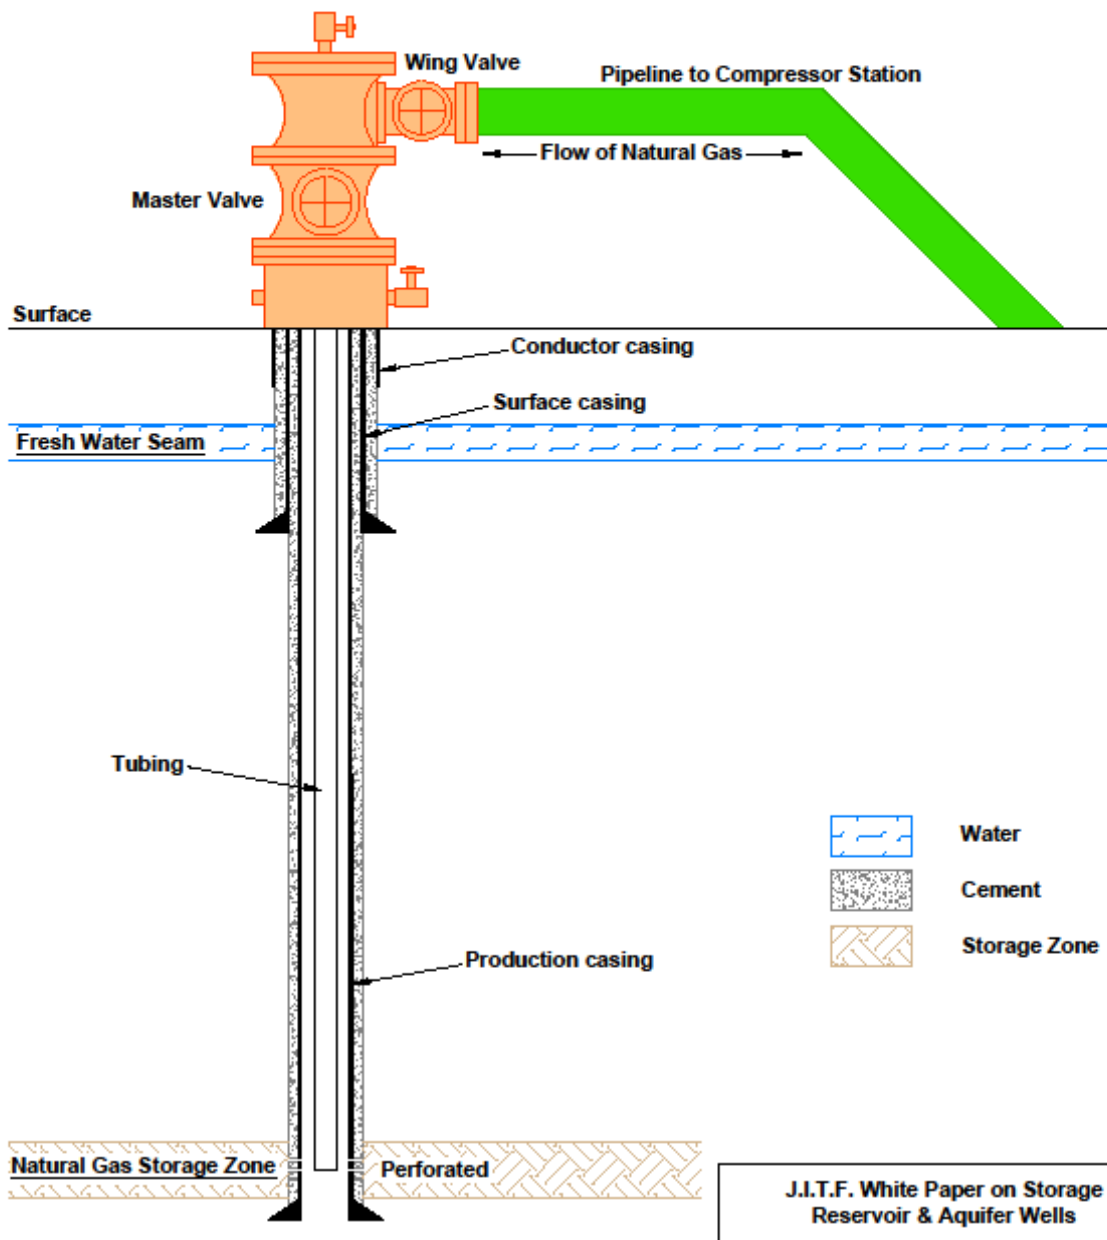 Wing Valve
Pipeline to Compressor Station
Flow of Natural Gas
Master Valve
Surface
Conductor casing
Surface casing
Fresh Water Seam
Tubing
Water
Cement
Storage Zone
Production casing
Natural Gas Storage Zone
Perforated
J.I.T.F. White Paper on Storage
Reservoir & Aquifer Wells